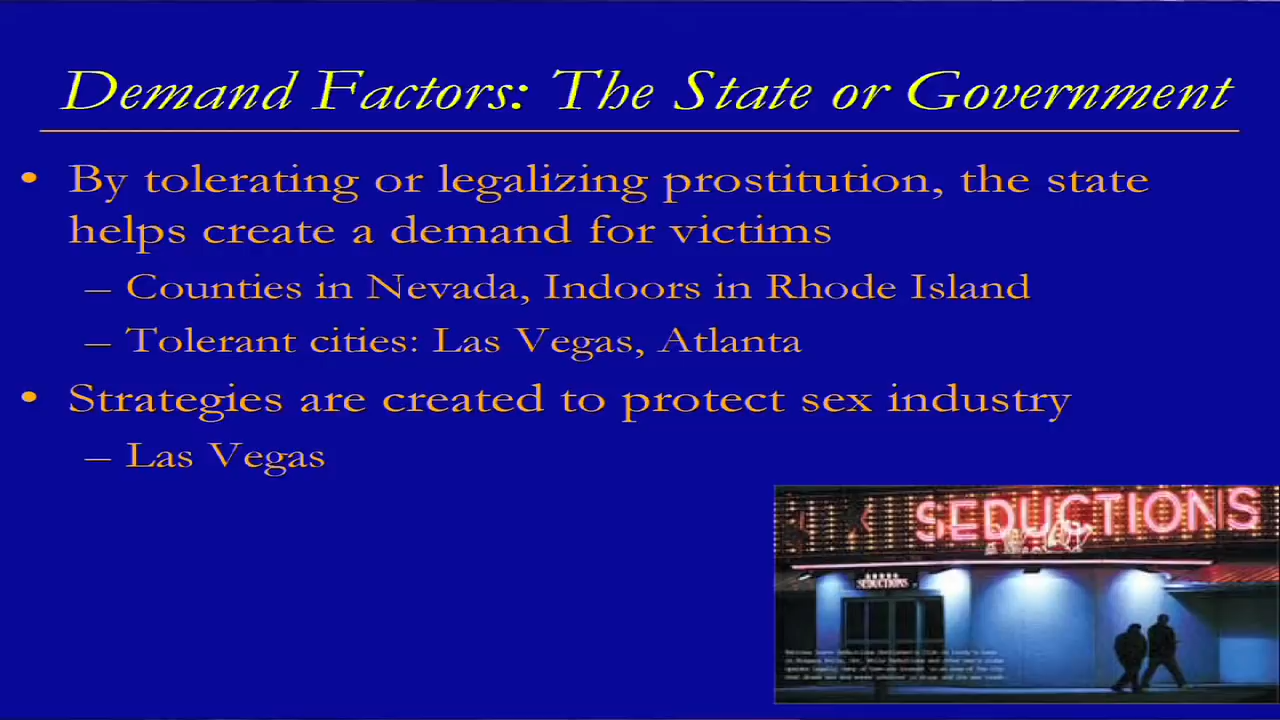 Demand Factors: The State or Government
• By tolerating or legalizing prostitution, the state
helps create a demand for victims
– Counties in Nevada, Indoors in Rhode Island
– Tolerant cities: Las Vegas, Atlanta
• Strategies are created to protect sex industry
– Las Vegas
SEDUCTIONS
SEDUCTIONS